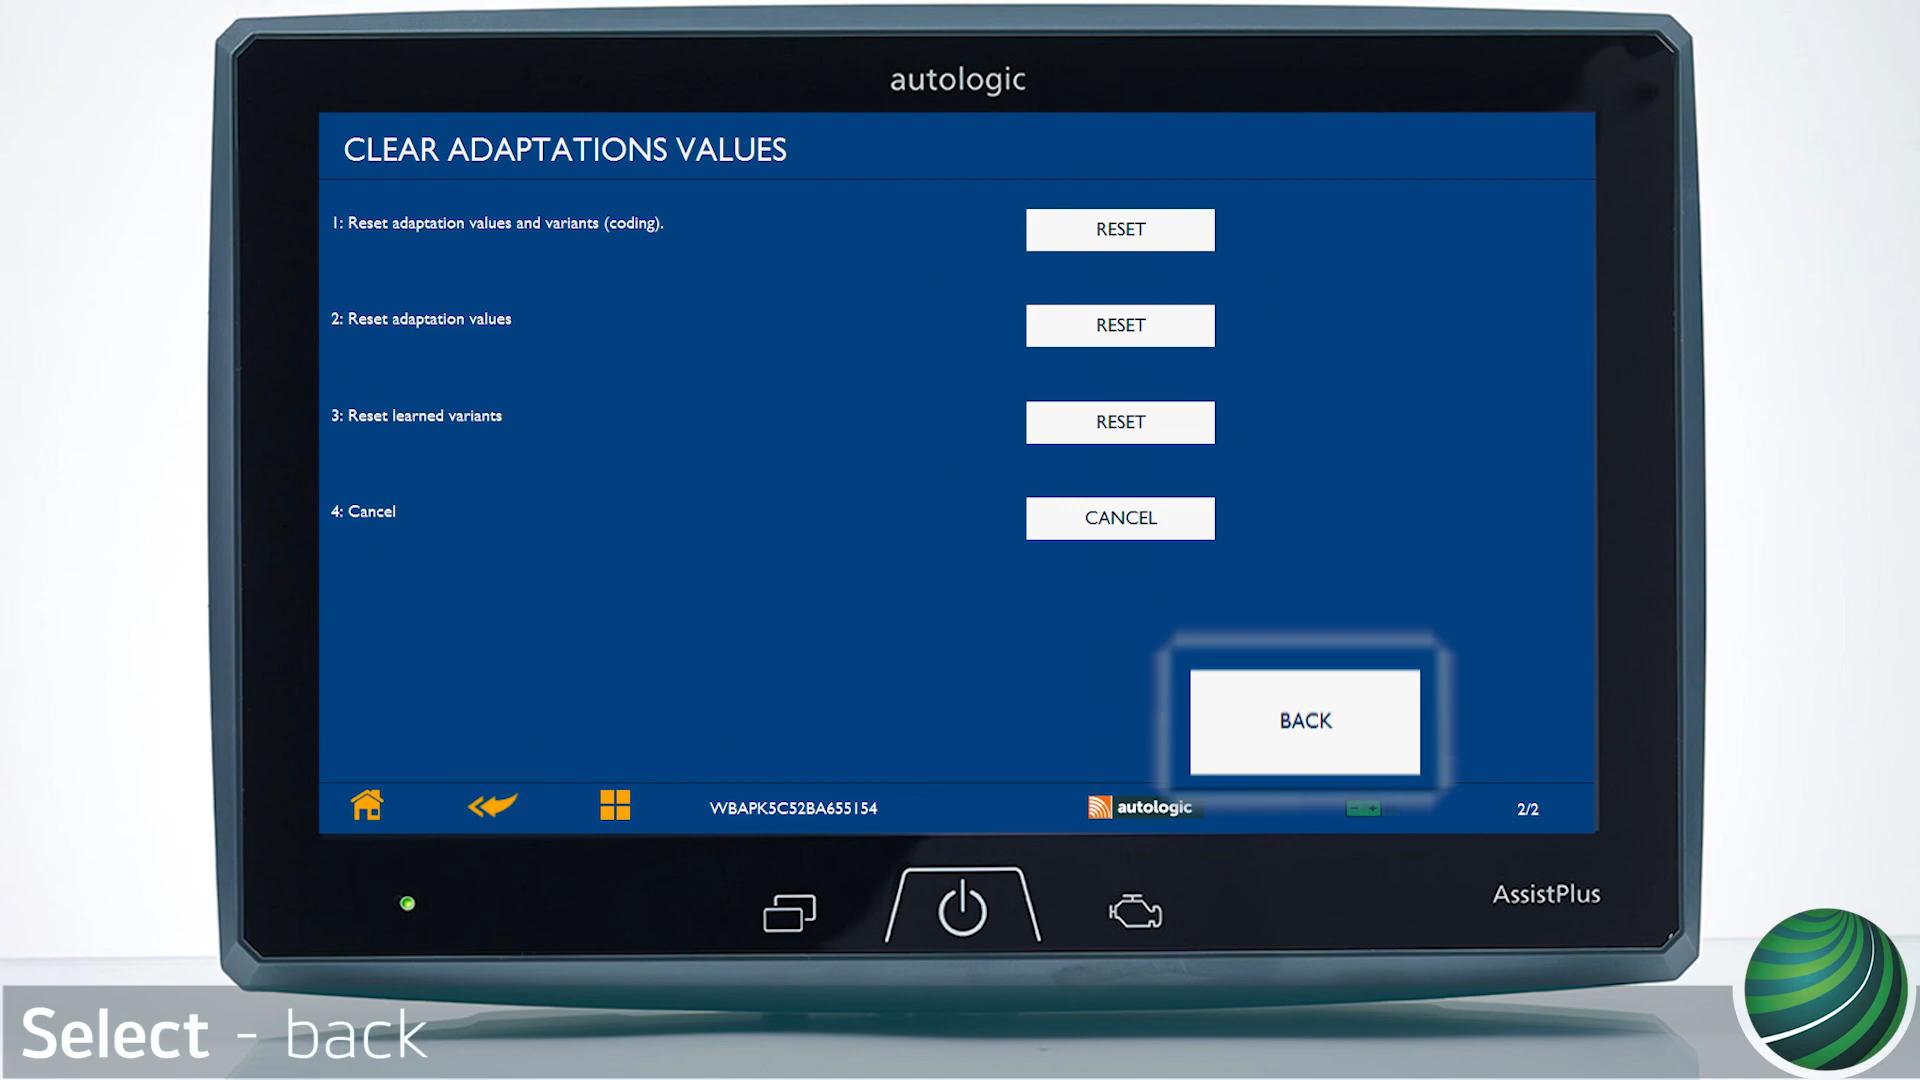 autologic
CLEAR ADAPTATIONS VALUES
1: Reset adaptation values and variants (coding).
RESET
2: Reset adaptation values
RESET
3: Reset learned variants
RESET
4: Cancel
CANCEL
BACK
WBAPK5C52BA655154
autologic
2/2
AssistPlus
Select - back